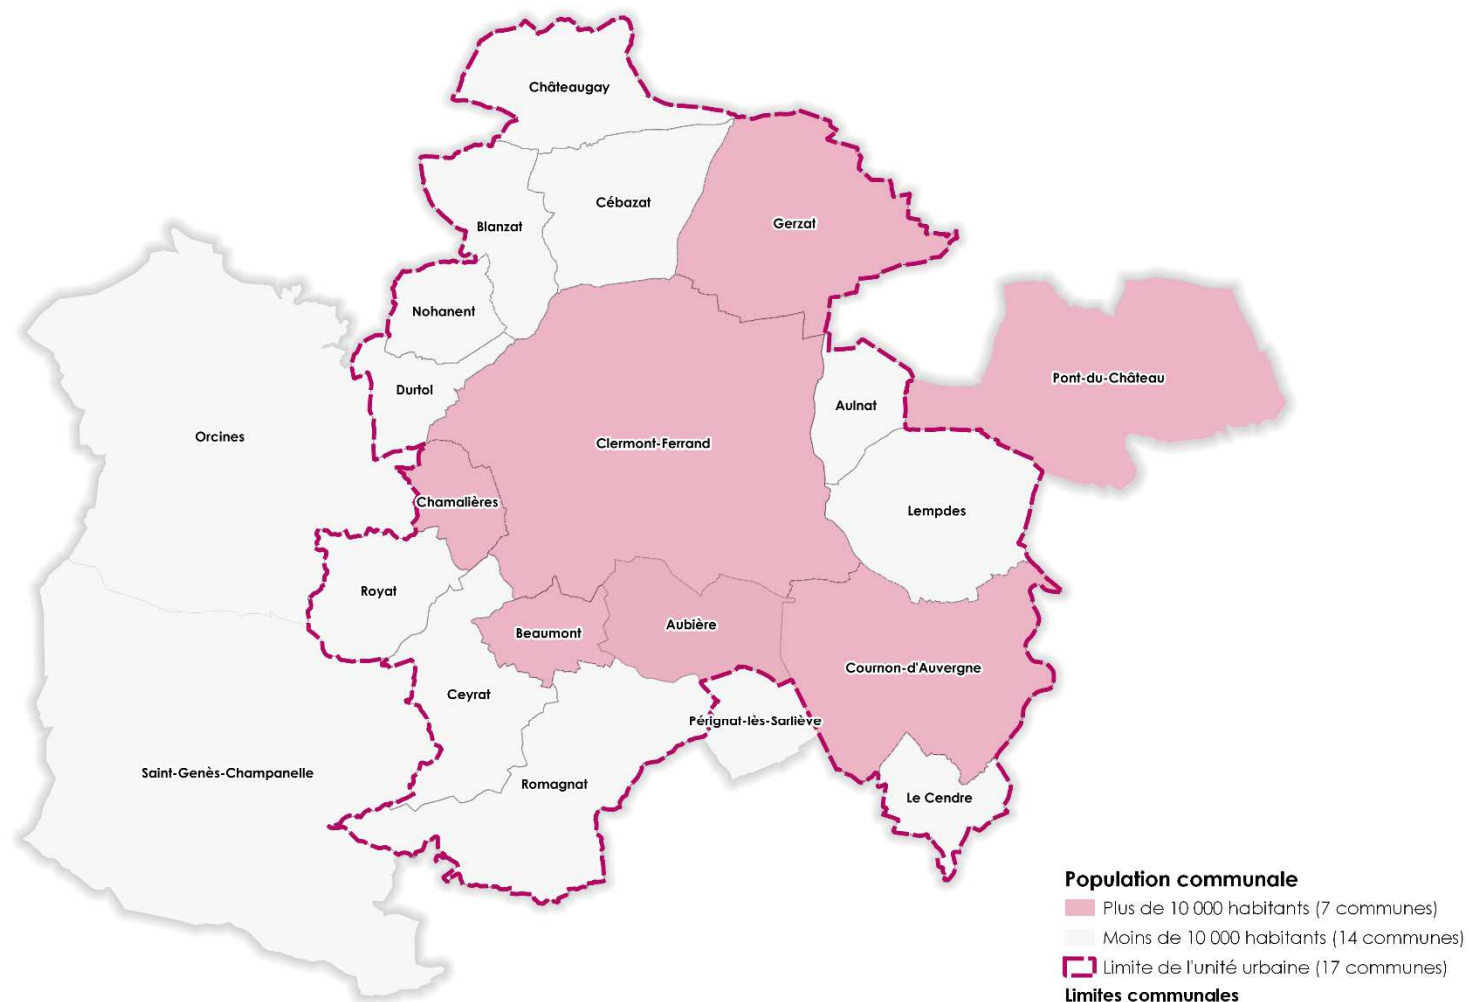 Châteaugay
Cébazat
Gerzat
Blanzat
Nohanent
Pont-du-Château
Durtol
Aulnat
Orcines
Clermont-Ferrand
Chamalières
Lempdes
Royat
Aubière
Beaumont
Cournon-d'Auvergne
Ceyrat
Pérignat-lès-Sarliève
Saint-Genès-Champanelle
Romagnat
Le Cendre
Population communale
Plus de 10 000 habitants (7 communes)
Moins de 10 000 habitants (14 communes)
Limite de l'unité urbaine (17 communes)
Limites communales